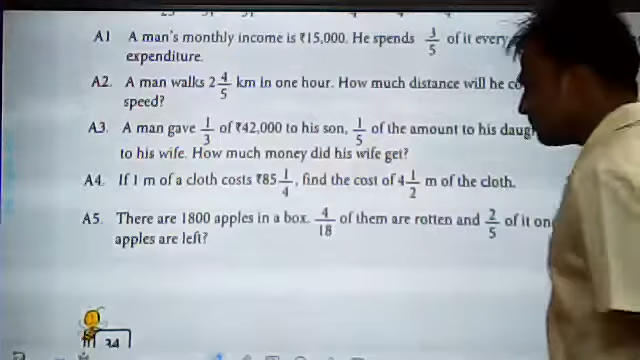 A1 A man's monthly income is ₹15,000. He spends 3/5 of it every
expenditure.
A2. A man walks 2 4/5 km in one hour. How much distance will he co
speed?
A3. A man gave 1/3 of ₹42,000 to his son, 1/5 of the amount to his daug
to his wife. How much money did his wife get?
A4. If 1 m of a cloth costs ₹85 1/4, find the cost of 4 1/2 m of the cloth.
A5. There are 1800 apples in a box. 4/18 of them are rotten and 2/5 of it on
apples are left?
34